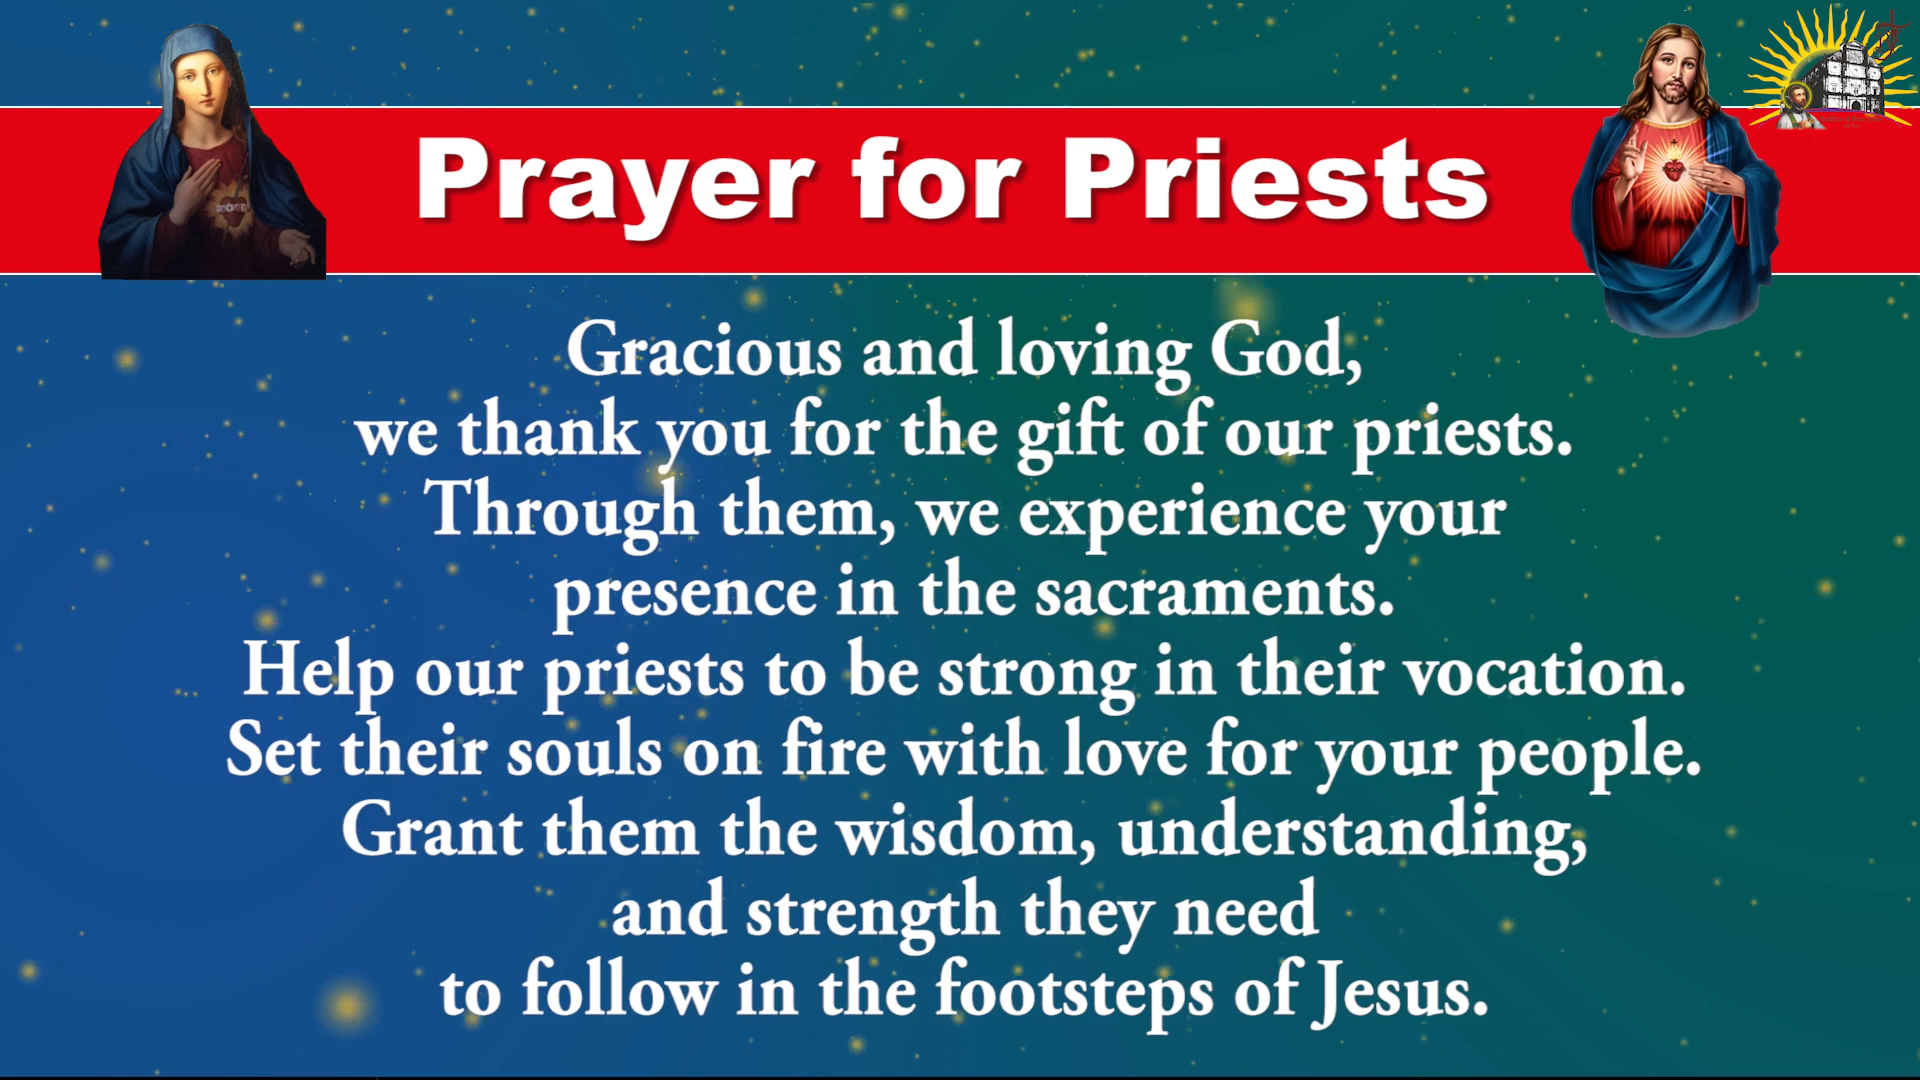 Prayer for Priests
Gracious and loving God,
we thank you for the gift of our priests.
Through them, we experience your
presence in the sacraments.
Help our priests to be strong in their vocation.
Set their souls on fire with love for your people.
Grant them the wisdom, understanding,
and strength they need
to follow in the footsteps of Jesus.